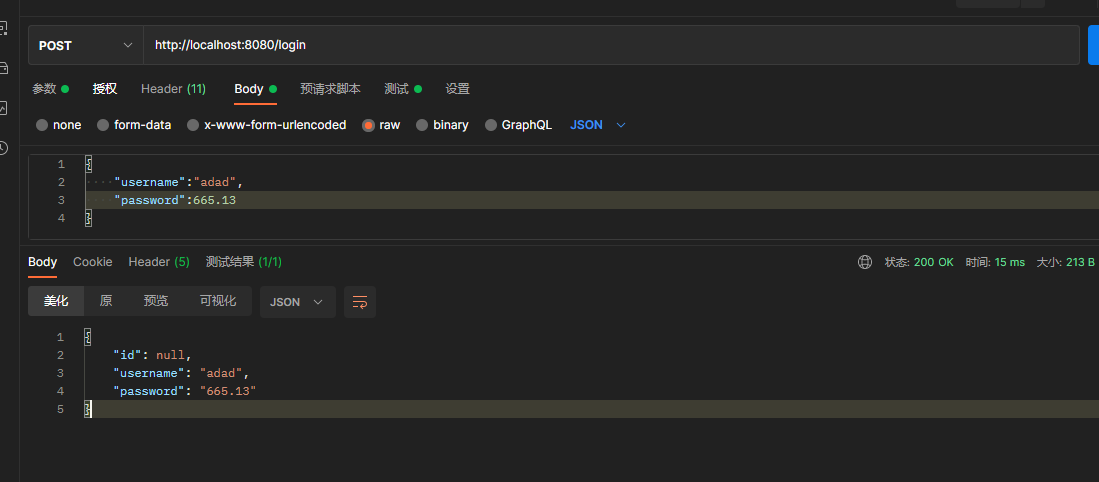 POST http://localhost:8080/login
参数 授权 Header (11) Body 预请求脚本 测试 设置
none form-data x-www-form-urlencoded raw binary GraphQL JSON
1 {
2 "username":"adad",
3 "password":665.13
4 }
Body Cookie Header (5) 测试结果 (1/1) 状态: 200 OK 时间: 15 ms 大小: 213 B
美化 原 预览 可视化 JSON
1 {
2 "id": null,
3 "username": "adad",
4 "password": "665.13"
5 }